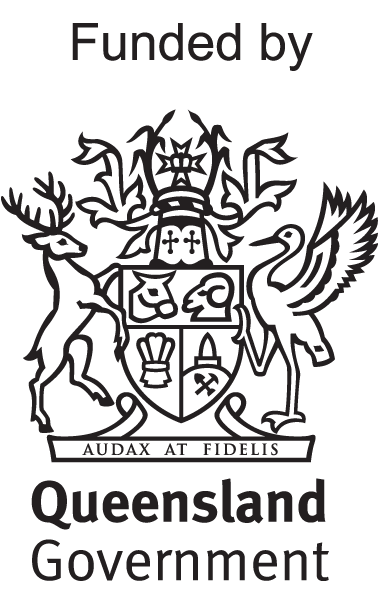 Funded by
AUDAX AT FIDELIS
Queensland
Government